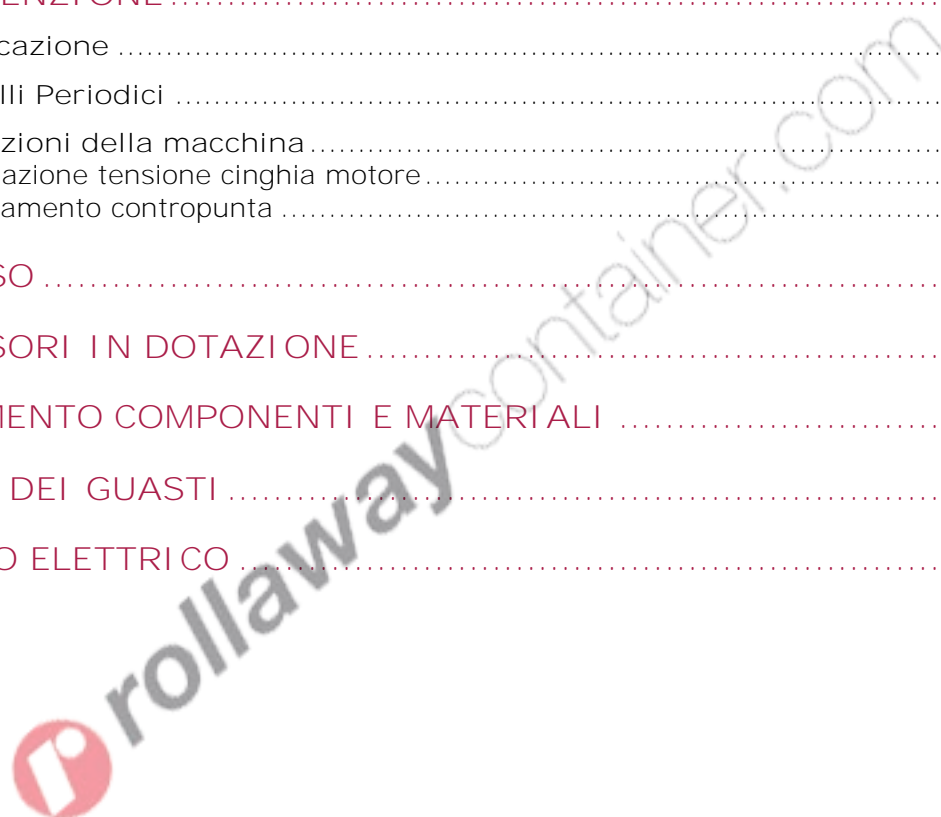 ENZIONE
cazione
lli Periodici
zioni della macchina
azione tensione cinghia motore
amento contropunta
SO
SORI IN DOTAZIONE
MENTO COMPONENTI E MATERIALI
DEI GUASTI
O ELETTRICO
rollawaycontainer.com